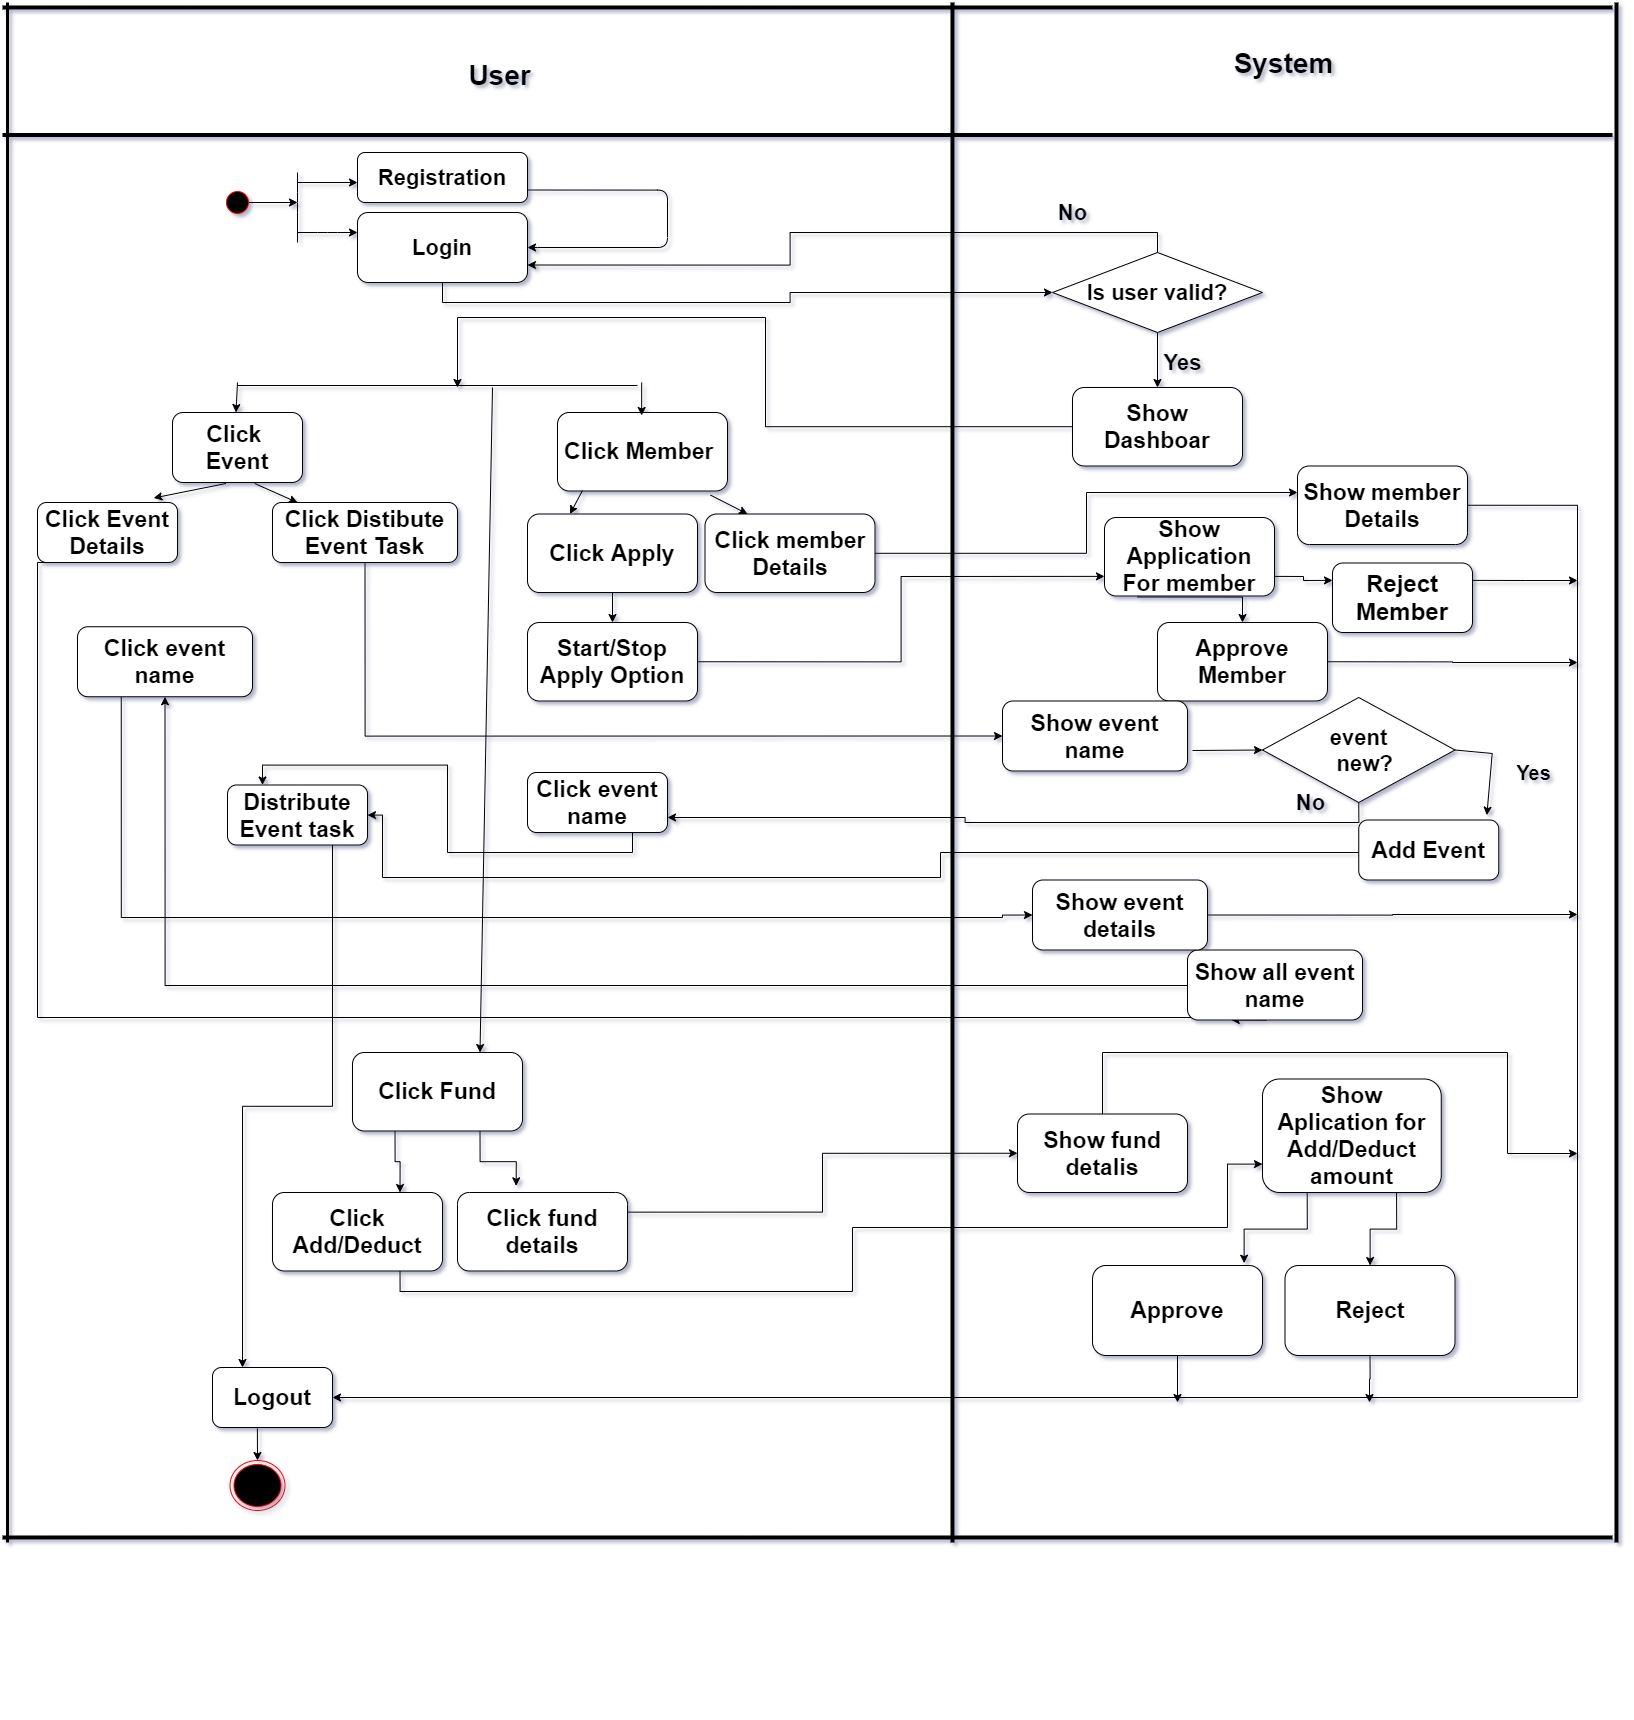 User
System
Registration
Login
No
Is user valid?
Yes
Show
Dashboar
Click
Event
Click Member
Click Event
Details
Click Distibute
Event Task
Click Apply
Click member
Details
Show member
Details
Show
Application
For member
Reject
Member
Click event
name
Start/Stop
Apply Option
Approve
Member
Show event
name
event
new?
Yes
No
Distribute
Event task
Click event
name
Add Event
Show event
details
Show all event
name
Click Fund
Show fund
detalis
Show
Aplication for
Add/Deduct
amount
Click
Add/Deduct
Click fund
details
Approve
Reject
Logout